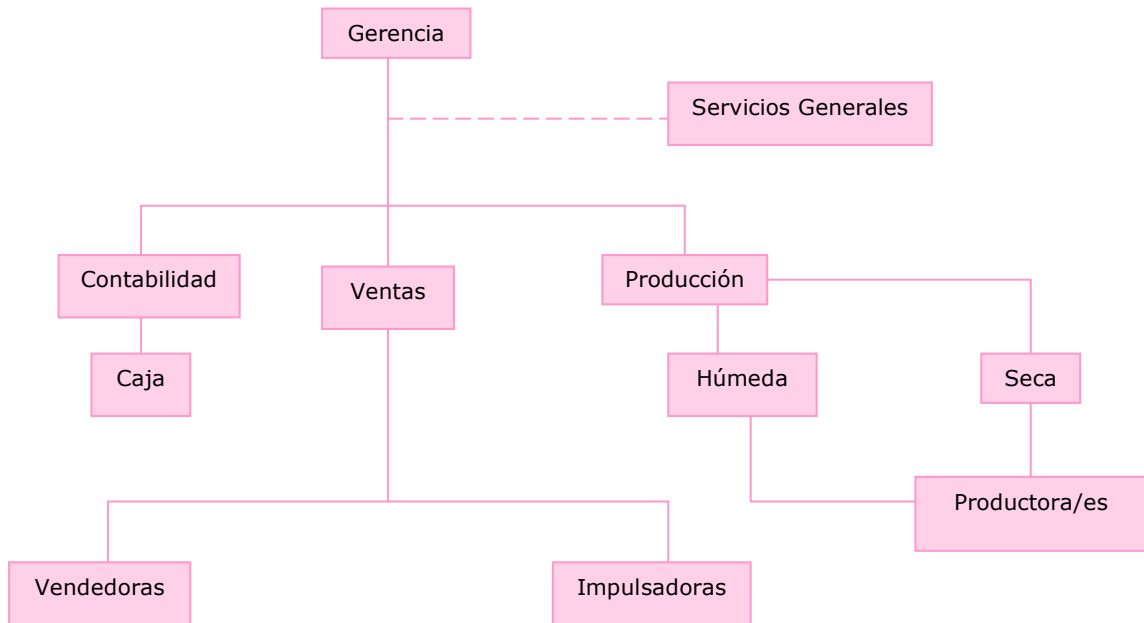 Gerencia
Servicios Generales
Contabilidad
Ventas
Producción
Caja
Húmeda
Seca
Productora/es
Vendedoras
Impulsadoras